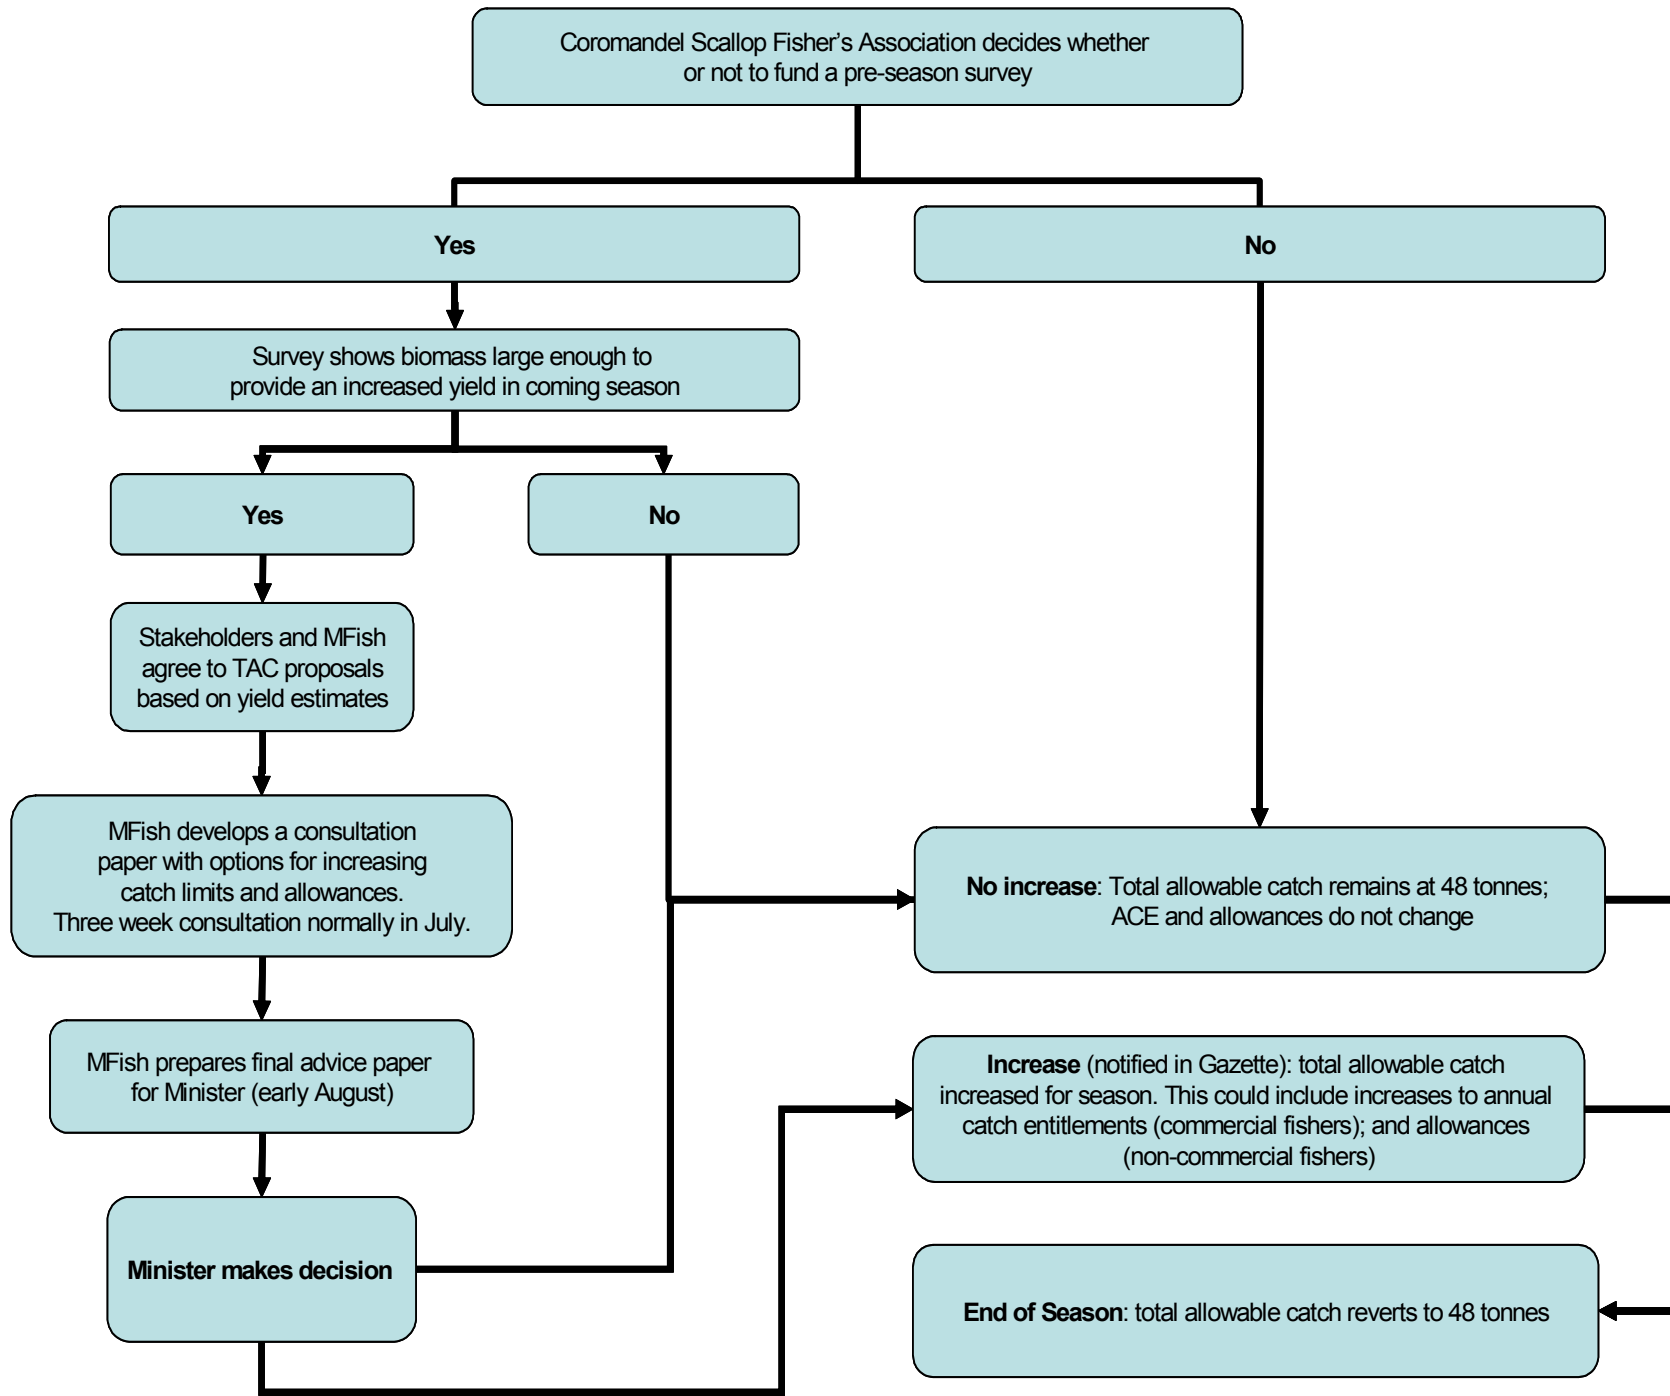 Coromandel Scallop Fisher’s Association decides whether
or not to fund a pre-season survey
Yes
No
Survey shows biomass large enough to
provide an increased yield in coming season
Yes
No
Stakeholders and MFish
agree to TAC proposals
based on yield estimates
MFish develops a consultation
paper with options for increasing
catch limits and allowances.
Three week consultation normally in July.
No increase: Total allowable catch remains at 48 tonnes;
ACE and allowances do not change
MFish prepares final advice paper
for Minister (early August)
Increase (notified in Gazette): total allowable catch
increased for season. This could include increases to annual
catch entitlements (commercial fishers); and allowances
(non-commercial fishers)
Minister makes decision
End of Season: total allowable catch reverts to 48 tonnes